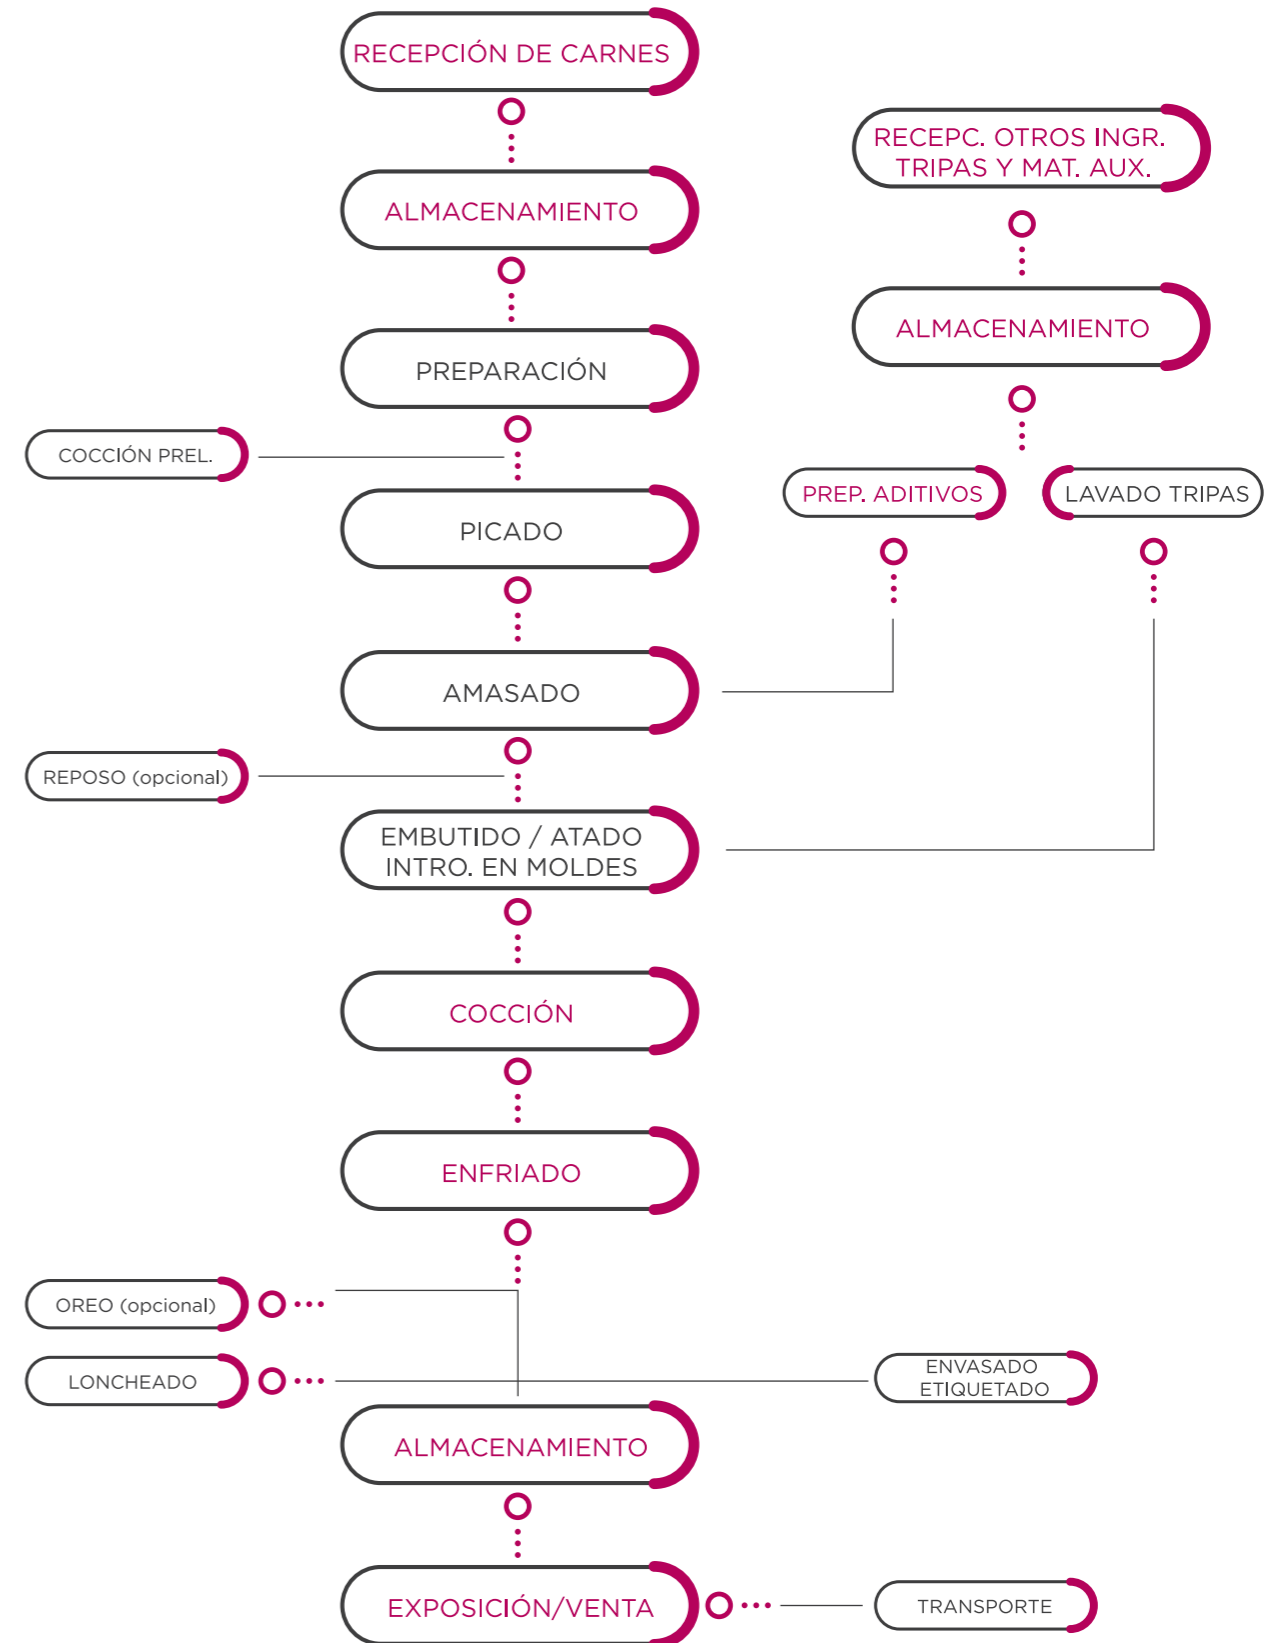 RECEPCIÓN DE CARNES
RECEPC. OTROS INGR.
TRIPAS Y MAT. AUX.
ALMACENAMIENTO
ALMACENAMIENTO
PREPARACIÓN
COCCIÓN PREL.
PREP. ADITIVOS
LAVADO TRIPAS
PICADO
AMASADO
REPOSO (opcional)
EMBUTIDO / ATADO
INTRO. EN MOLDES
COCCIÓN
ENFRIADO
OREO (opcional)
LONCHEADO
ENVASADO
ETIQUETADO
ALMACENAMIENTO
EXPOSICIÓN/VENTA
TRANSPORTE